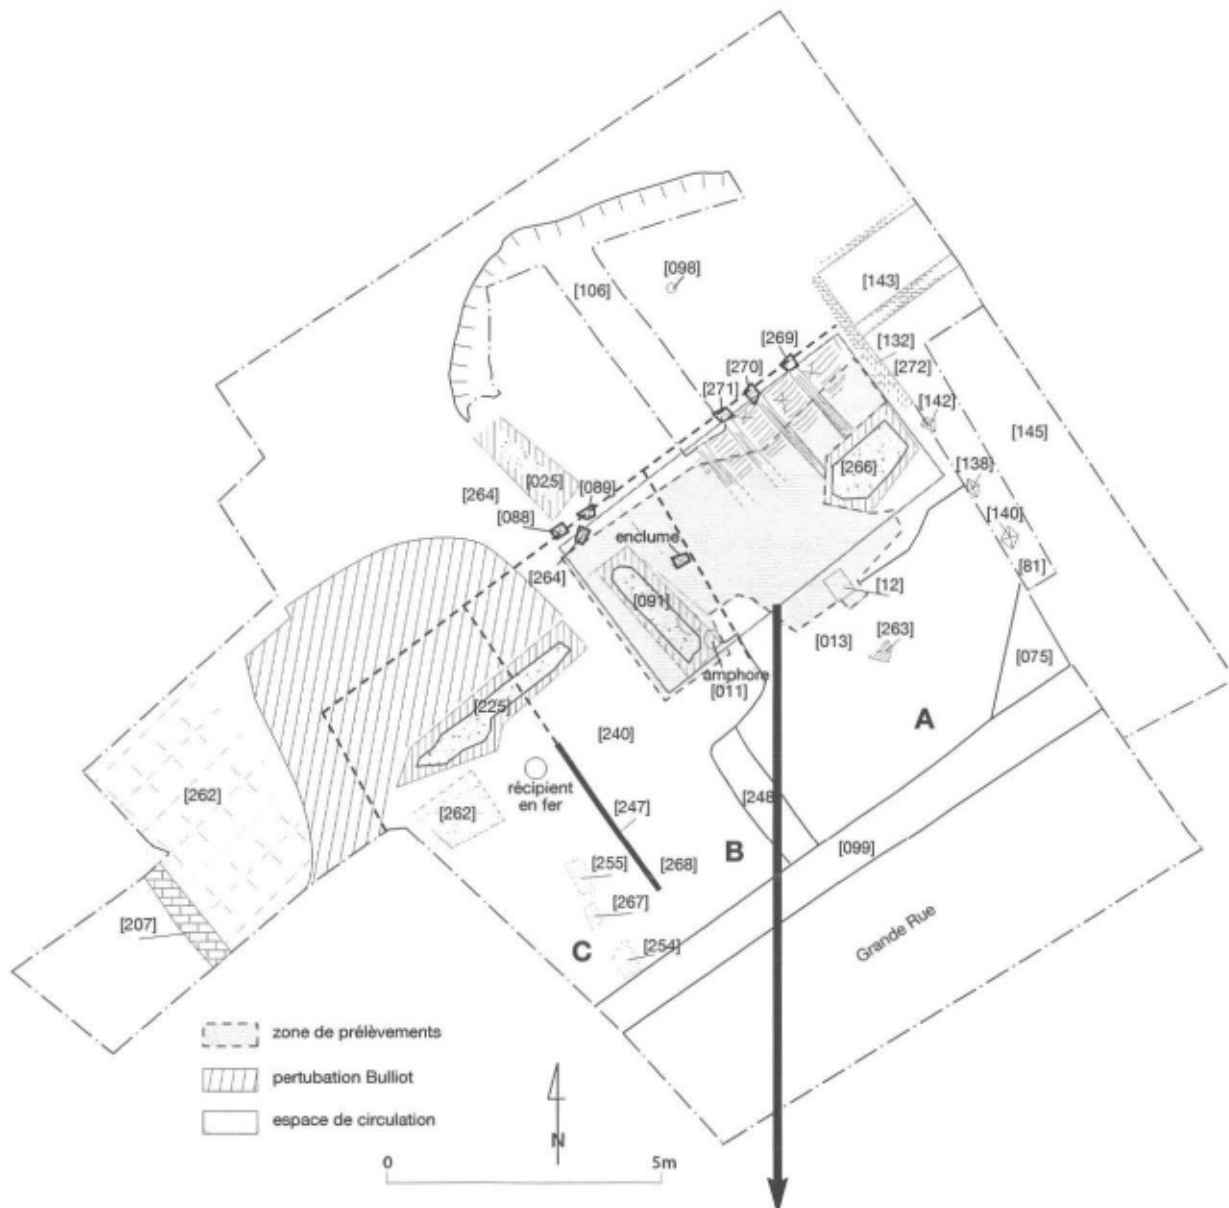 [098]
[106]
[143]
[269]
[132]
[270]
[272]
[271]
[142]
[145]
[266]
[138]
[025]
[264]
[089]
[088]
[140]
enclume
[264]
[81]
[12]
[091]
[013]
[263]
[075]
amphore
[011]
[225]
A
[240]
récipient
en fer
[262]
[248
[262]
[247]
B
[099]
[255]
[268]
[267]
[207]
Grande Rue
C
[254]
zone de prélèvements
pertubation Bulliot
espace de circulation
N
0
5m